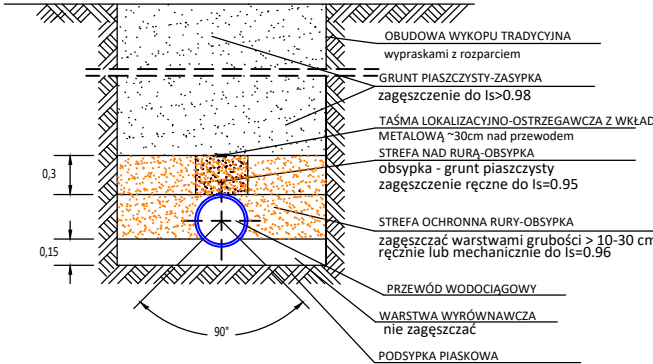 OBUDOWA WYKOPU TRADYCYJNA
wypraskami z rozparciem
GRUNT PIASZCZYSTY-ZASYPKA
zagęszczenie do Is>0.98
TAŚMA LOKALIZACYJNO-OSTRZEGAWCZA Z WKŁAD
METALOWĄ ~30cm nad przewodem
STREFA NAD RURĄ-OBSYPKA
obsypka - grunt piaszczysty
zagęszczenie ręczne do Is=0.95
0,3
STREFA OCHRONNA RURY-OBSYPKA
zagęszczać warstwami grubości > 10-30 cm
ręcznie lub mechanicznie do Is=0.96
0,15
PRZEWÓD WODOCIĄGOWY
WARSTWA WYRÓWNAWCZA
nie zagęszczać
90°
PODSYPKA PIASKOWA